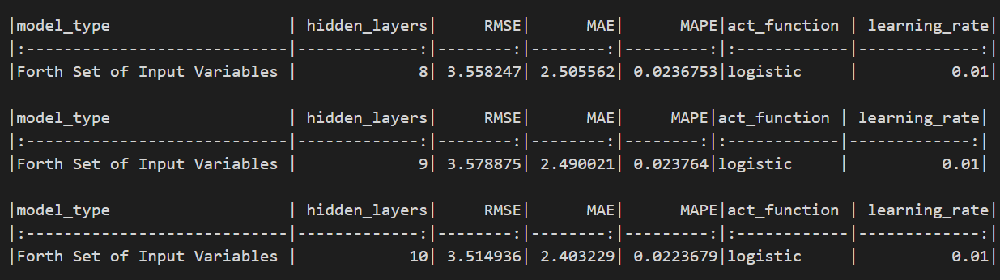 |model_type                  | hidden_layers|     RMSE|      MAE|      MAPE|act_function | learning_rate|
|:---------------------------|-------------:|--------:|--------:|---------:|:------------|-------------:|
|Forth Set of Input Variables |             8| 3.558247| 2.505562| 0.0236753|logistic     |          0.01|
|model_type                  | hidden_layers|     RMSE|      MAE|     MAPE|act_function | learning_rate|
|:---------------------------|-------------:|--------:|--------:|--------:|:------------|-------------:|
|Forth Set of Input Variables |             9| 3.578875| 2.490021| 0.023764|logistic     |          0.01|
|model_type                  | hidden_layers|     RMSE|      MAE|      MAPE|act_function | learning_rate|
|:---------------------------|-------------:|--------:|--------:|---------:|:------------|-------------:|
|Forth Set of Input Variables |            10| 3.514936| 2.403229| 0.0223679|logistic     |          0.01|